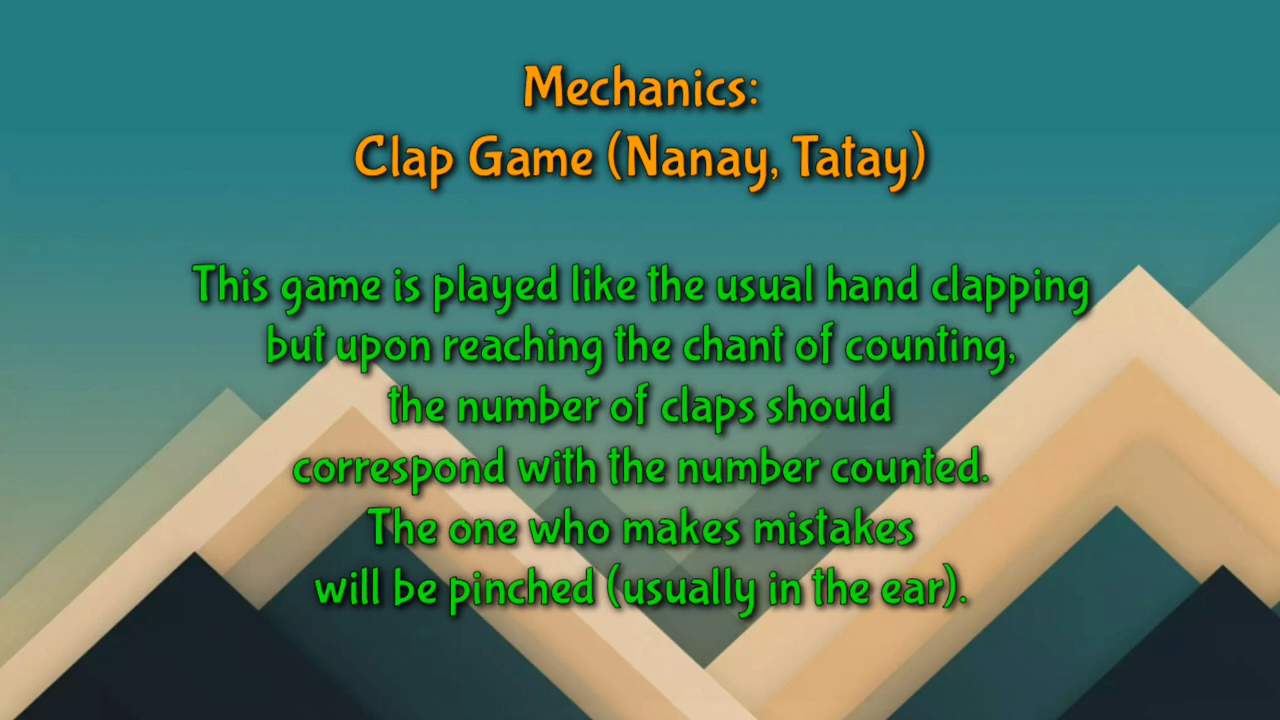 Mechanics:
Clap Game (Nanay, Tatay)
This game is played like the usual hand clapping
but upon reaching the chant of counting,
the number of claps should
correspond with the number counted.
The one who makes mistakes
will be pinched (usually in the ear).